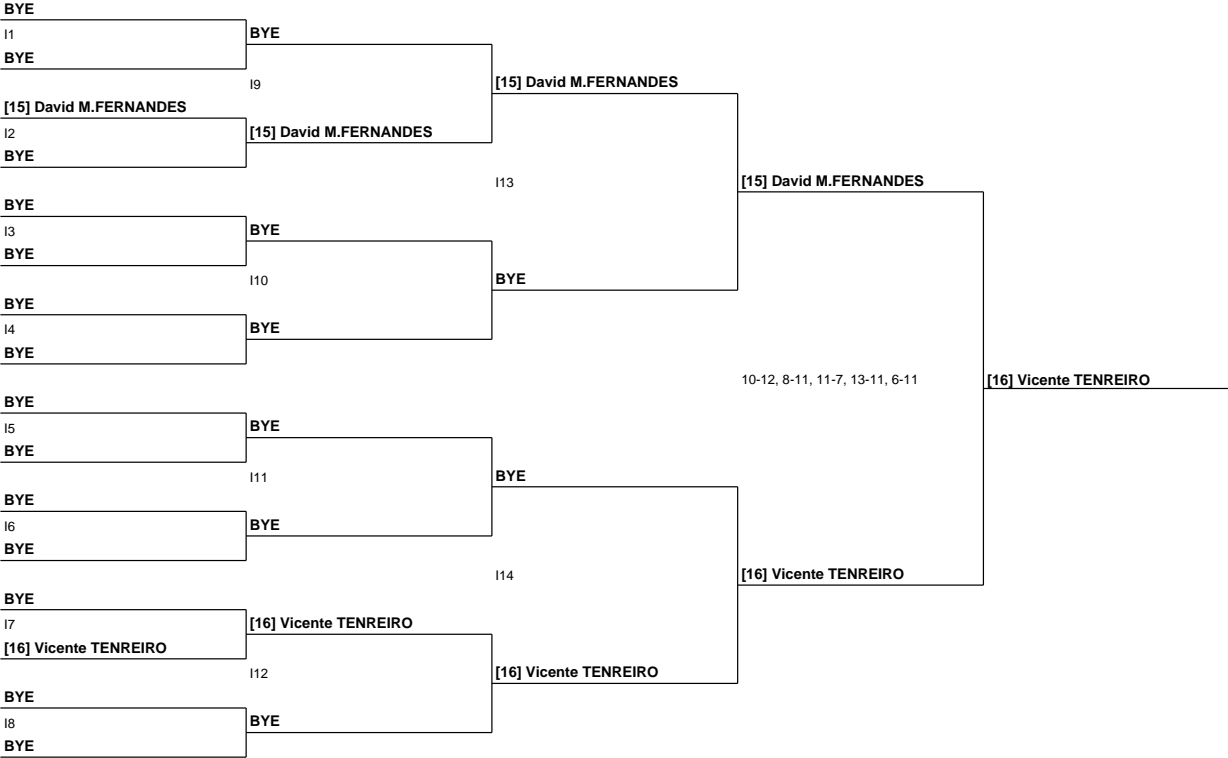 BYE
I1
BYE
BYE
I9
[15] David M.FERNANDES
[15] David M.FERNANDES
I2
[15] David M.FERNANDES
BYE
I13
[15] David M.FERNANDES
BYE
I3
BYE
BYE
I10
BYE
BYE
I4
BYE
BYE
10-12, 8-11, 11-7, 13-11, 6-11
[16] Vicente TENREIRO
BYE
I5
BYE
BYE
I11
BYE
BYE
I6
BYE
BYE
I14
[16] Vicente TENREIRO
BYE
I7
[16] Vicente TENREIRO
[16] Vicente TENREIRO
I12
[16] Vicente TENREIRO
BYE
I8
BYE
BYE